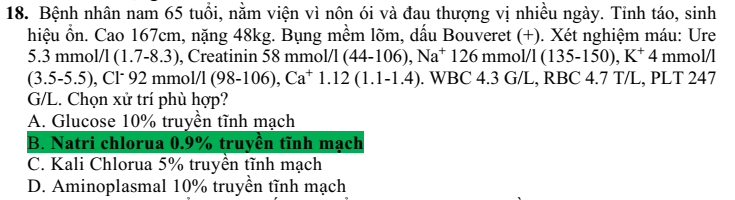 18. Bệnh nhân nam 65 tuổi, nằm viện vì nôn ói và đau thượng vị nhiều ngày. Tỉnh táo, sinh
hiệu ổn. Cao 167cm, nặng 48kg. Bụng mềm lõm, dấu Bouveret (+). Xét nghiệm máu: Ure
5.3 mmol/l (1.7-8.3), Creatinin 58 mmol/l (44-106), Na⁺ 126 mmol/l (135-150), K⁺ 4 mmol/l
(3.5-5.5), Cl⁻ 92 mmol/l (98-106), Ca⁺ 1.12 (1.1-1.4). WBC 4.3 G/L, RBC 4.7 T/L, PLT 247
G/L. Chọn xử trí phù hợp?
A. Glucose 10% truyền tĩnh mạch
B. Natri chlorua 0.9% truyền tĩnh mạch
C. Kali Chlorua 5% truyền tĩnh mạch
D. Aminoplasmal 10% truyền tĩnh mạch